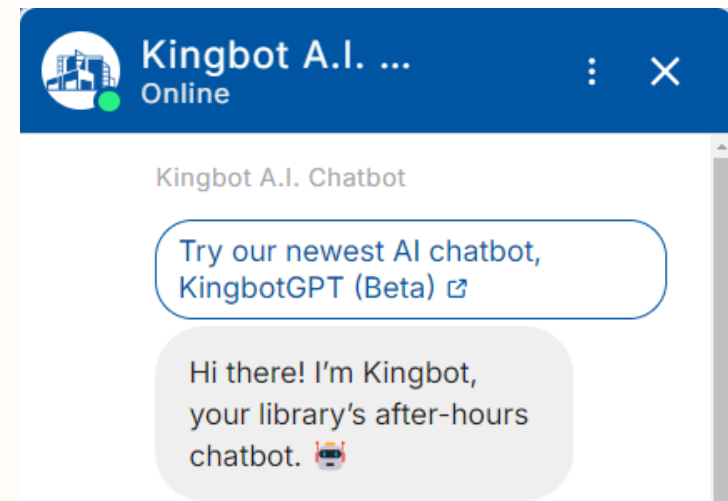 Kingbot A.I. ...
Online
Kingbot A.I. Chatbot
Try our newest AI chatbot,
KingbotGPT (Beta)
Hi there! I’m Kingbot,
your library’s after-hours
chatbot. 🤖